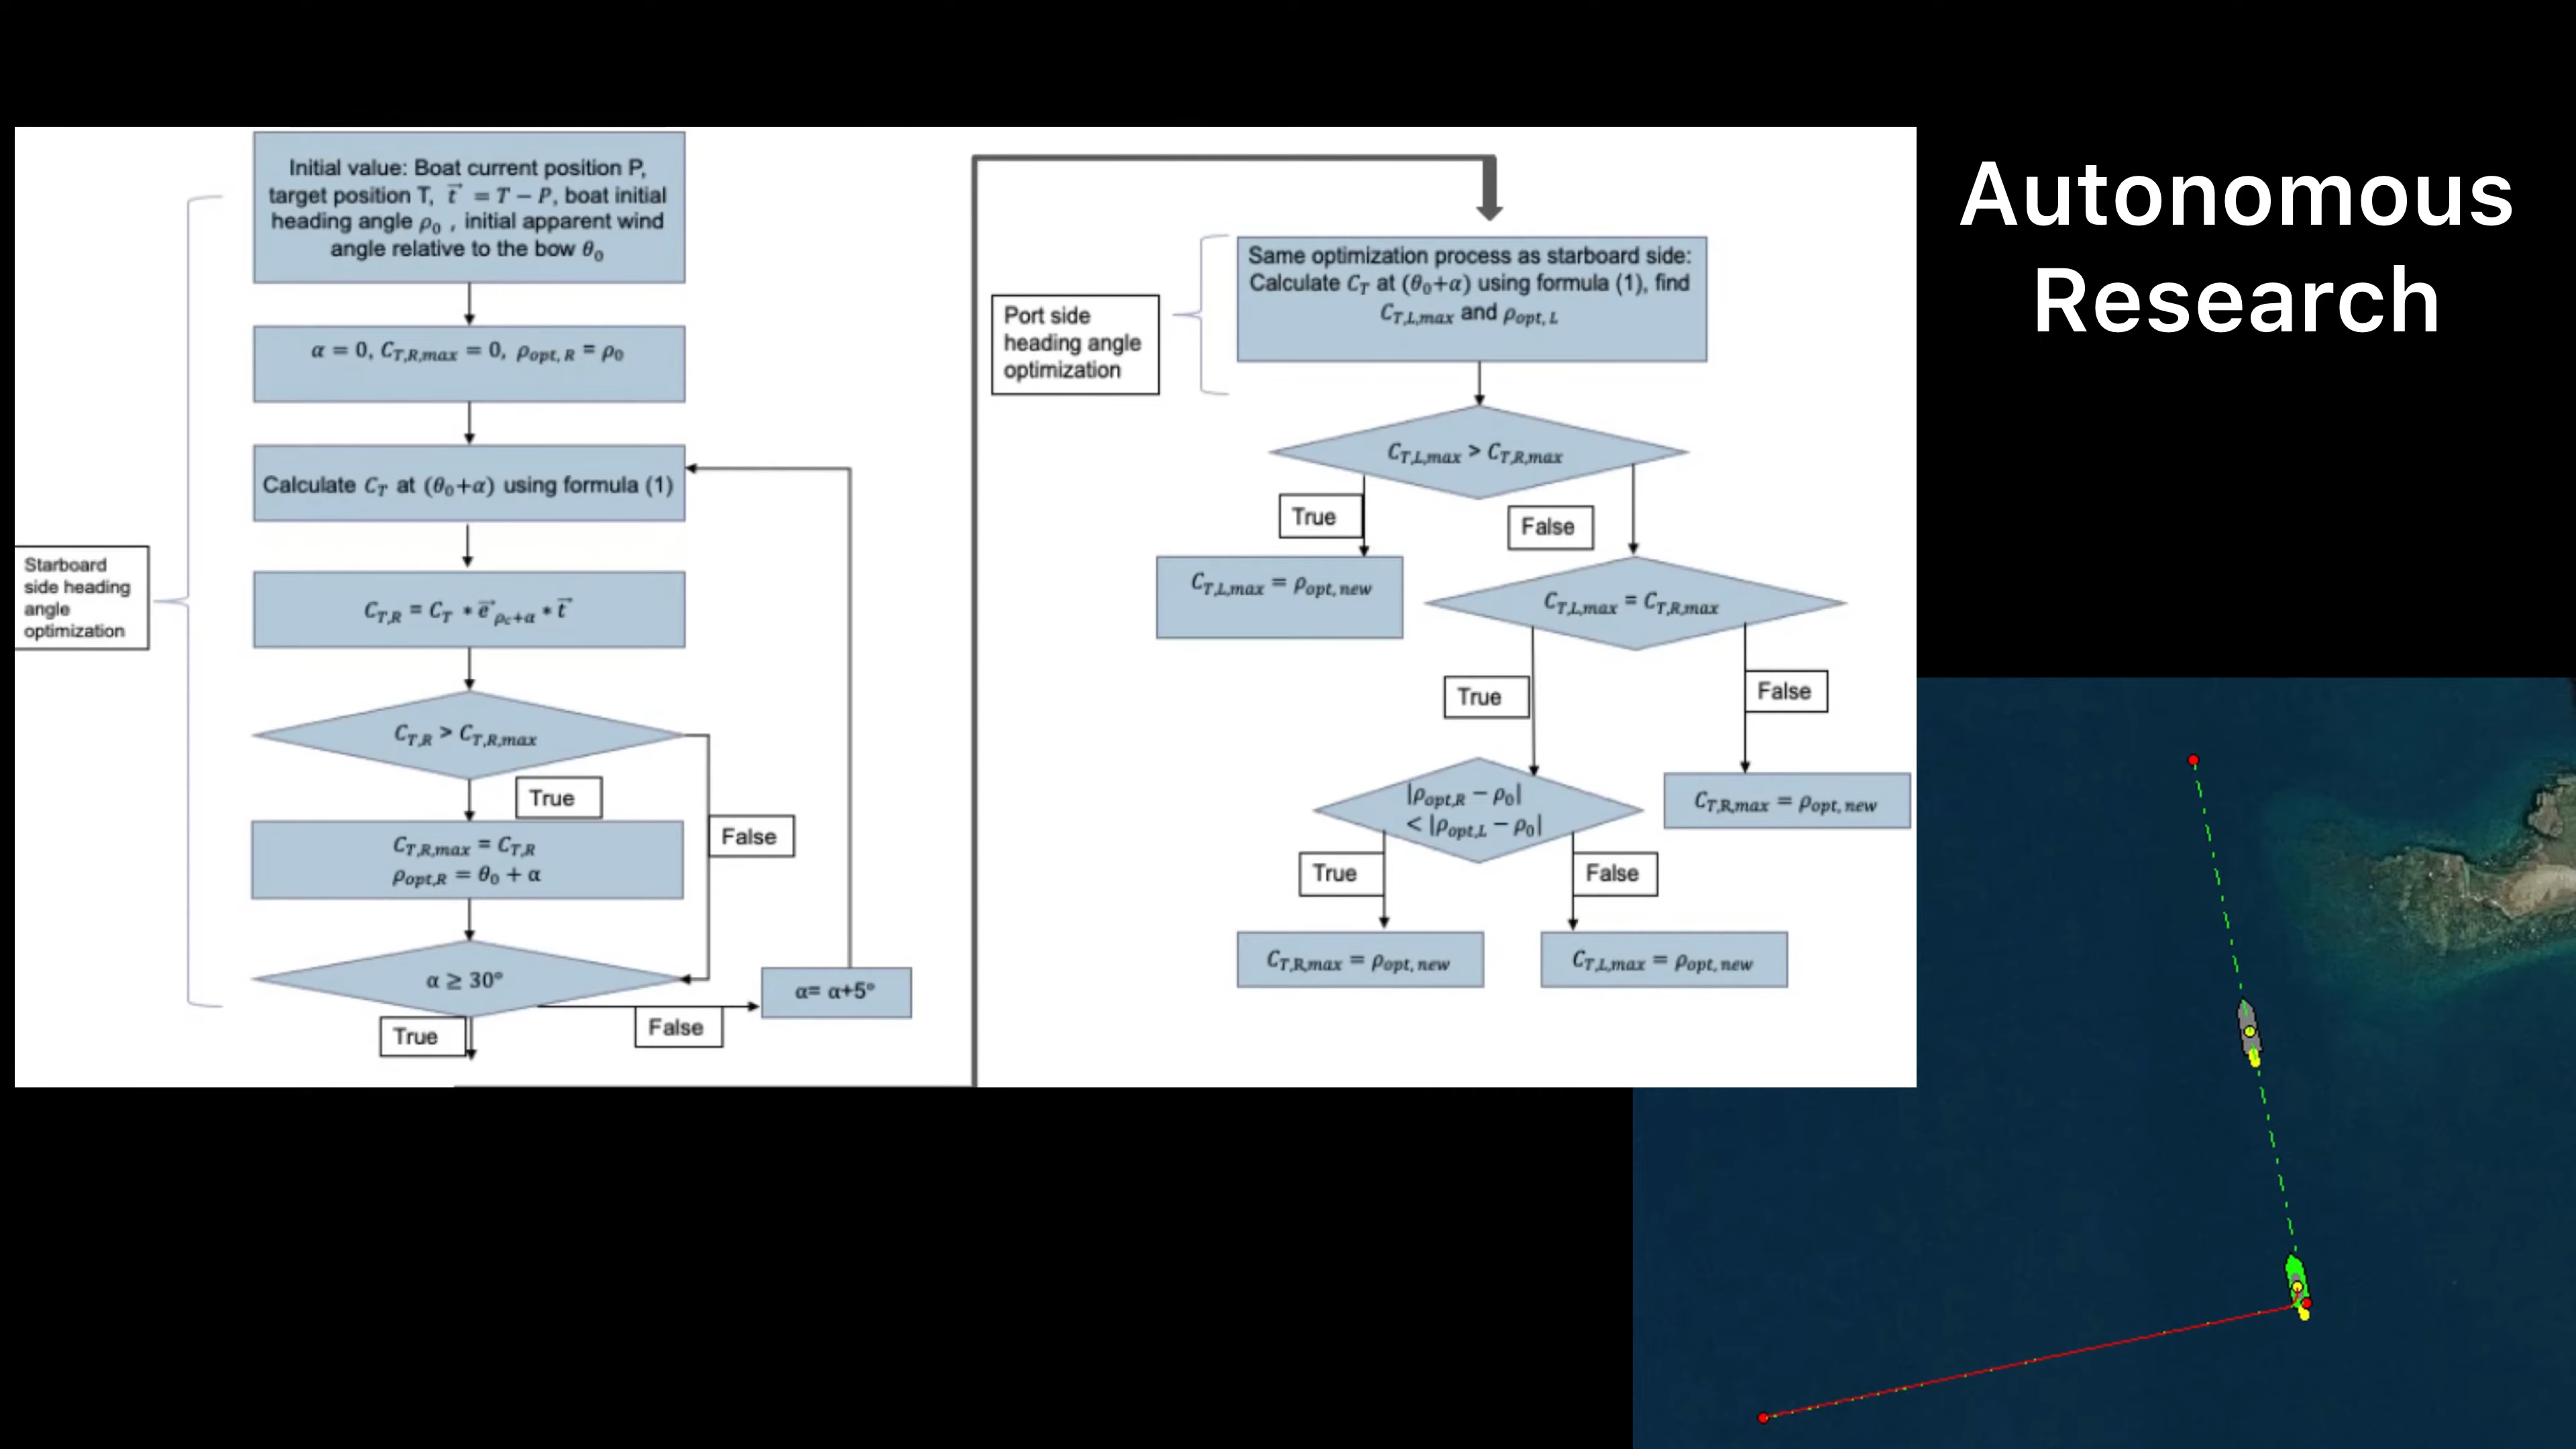 Autonomous
Research
Initial value: Boat current position P,
target position T, t⃗ = T − P, boat initial
heading angle ρ₀ , initial apparent wind
angle relative to the bow θ₀
α = 0, C_T,R,max = 0, ρ_opt, R = ρ₀
Calculate C_T at (θ₀+α) using formula (1)
Starboard
side heading
angle
optimization
C_T,R = C_T * e⃗_ρc+α * t⃗
C_T,R > C_T,R,max
True
False
C_T,R,max = C_T,R
ρ_opt,R = θ₀ + α
α ≥ 30°
True
False
α= α+5°
Port side
heading angle
optimization
Same optimization process as starboard side:
Calculate C_T at (θ₀+α) using formula (1), find
C_T,L,max and ρ_opt, L
C_T,L,max > C_T,R,max
True
False
C_T,L,max = ρ_opt, new
C_T,L,max = C_T,R,max
True
False
|ρ_opt,R − ρ₀|
< |ρ_opt,L − ρ₀|
C_T,R,max = ρ_opt, new
True
False
C_T,R,max = ρ_opt, new
C_T,L,max = ρ_opt, new